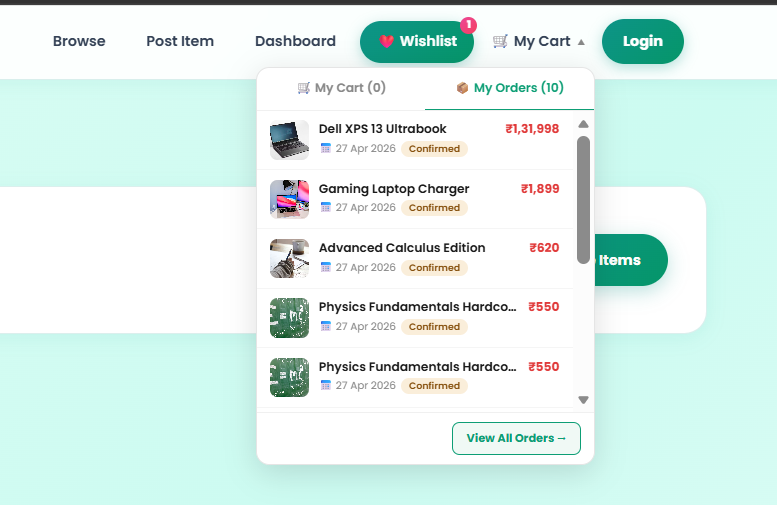 Browse Post Item Dashboard Wishlist 1 My Cart ▲ Login
My Cart (0) My Orders (10)
Dell XPS 13 Ultrabook ₹1,31,998
27 Apr 2026 Confirmed
Gaming Laptop Charger ₹1,899
27 Apr 2026 Confirmed
Advanced Calculus Edition ₹620
27 Apr 2026 Confirmed
Items
Physics Fundamentals Hardco... ₹550
27 Apr 2026 Confirmed
Physics Fundamentals Hardco... ₹550
27 Apr 2026 Confirmed
View All Orders →